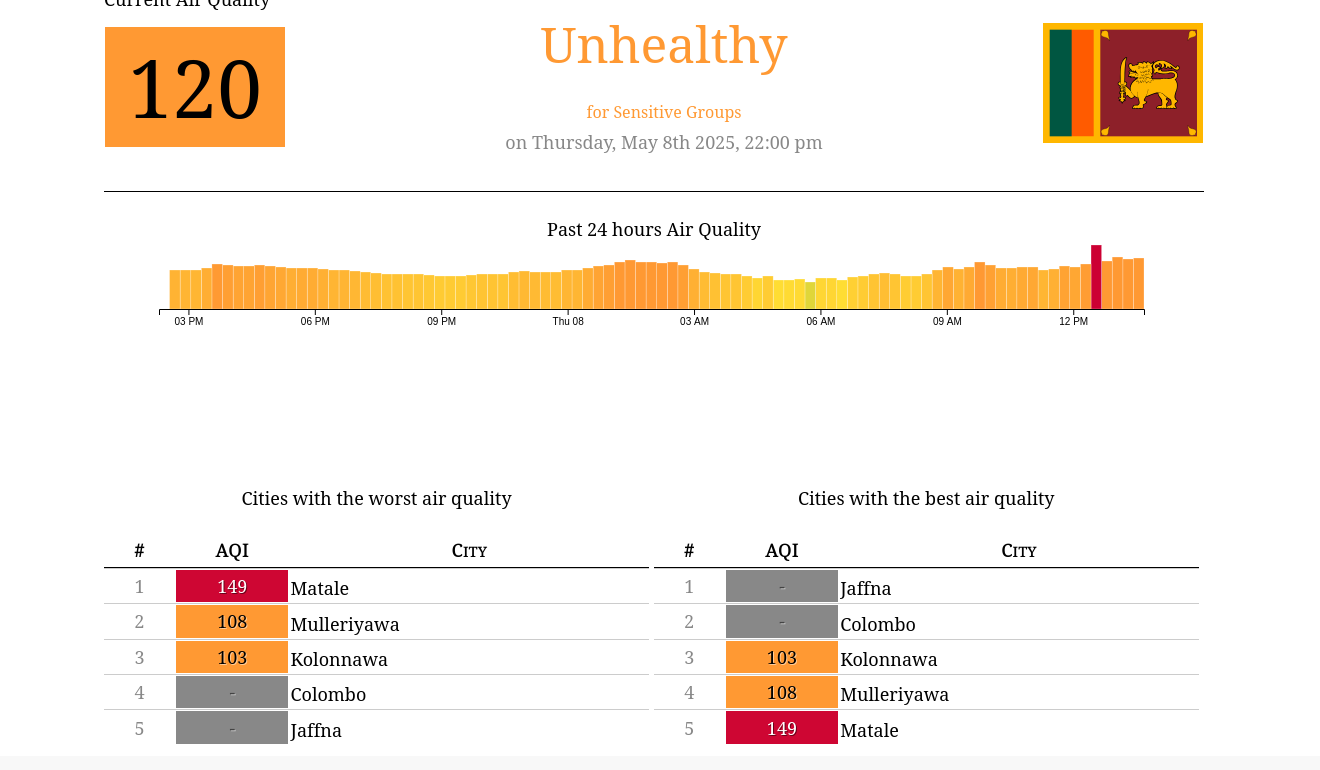 Current Air Quality
120
Unhealthy
for Sensitive Groups
on Thursday, May 8th 2025, 22:00 pm
Past 24 hours Air Quality
03 PM 06 PM 09 PM Thu 08 03 AM 06 AM 09 AM 12 PM
Cities with the worst air quality
# AQI City
1 149 Matale
2 108 Mulleriyawa
3 103 Kolonnawa
4 - Colombo
5 - Jaffna
Cities with the best air quality
# AQI City
1 - Jaffna
2 - Colombo
3 103 Kolonnawa
4 108 Mulleriyawa
5 149 Matale